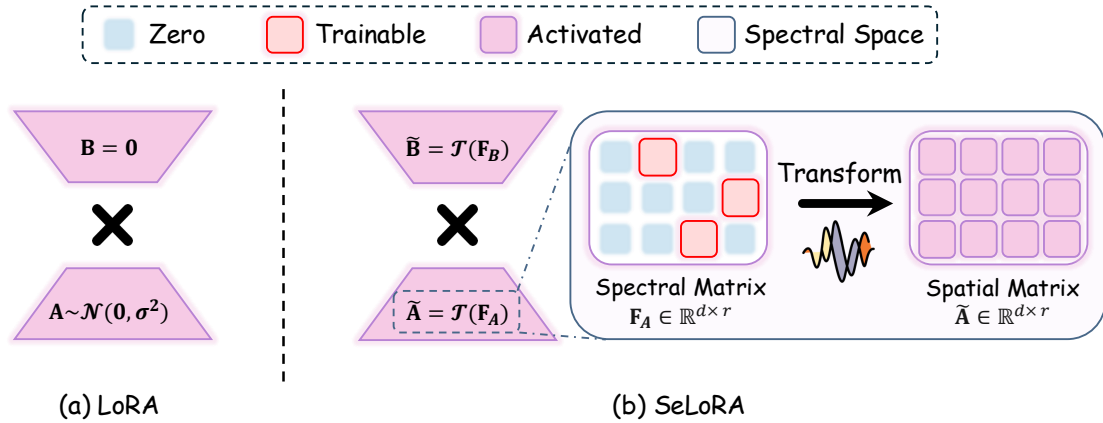 Zero Trainable Activated Spectral Space
B = 0
A~𝒩(0, σ²)
(a) LoRA
B̃ = 𝒯(F_B)
Ã = 𝒯(F_A)
Transform
Spectral Matrix
F_A ∈ ℝ^{d×r}
Spatial Matrix
Ã ∈ ℝ^{d×r}
(b) SeLoRA